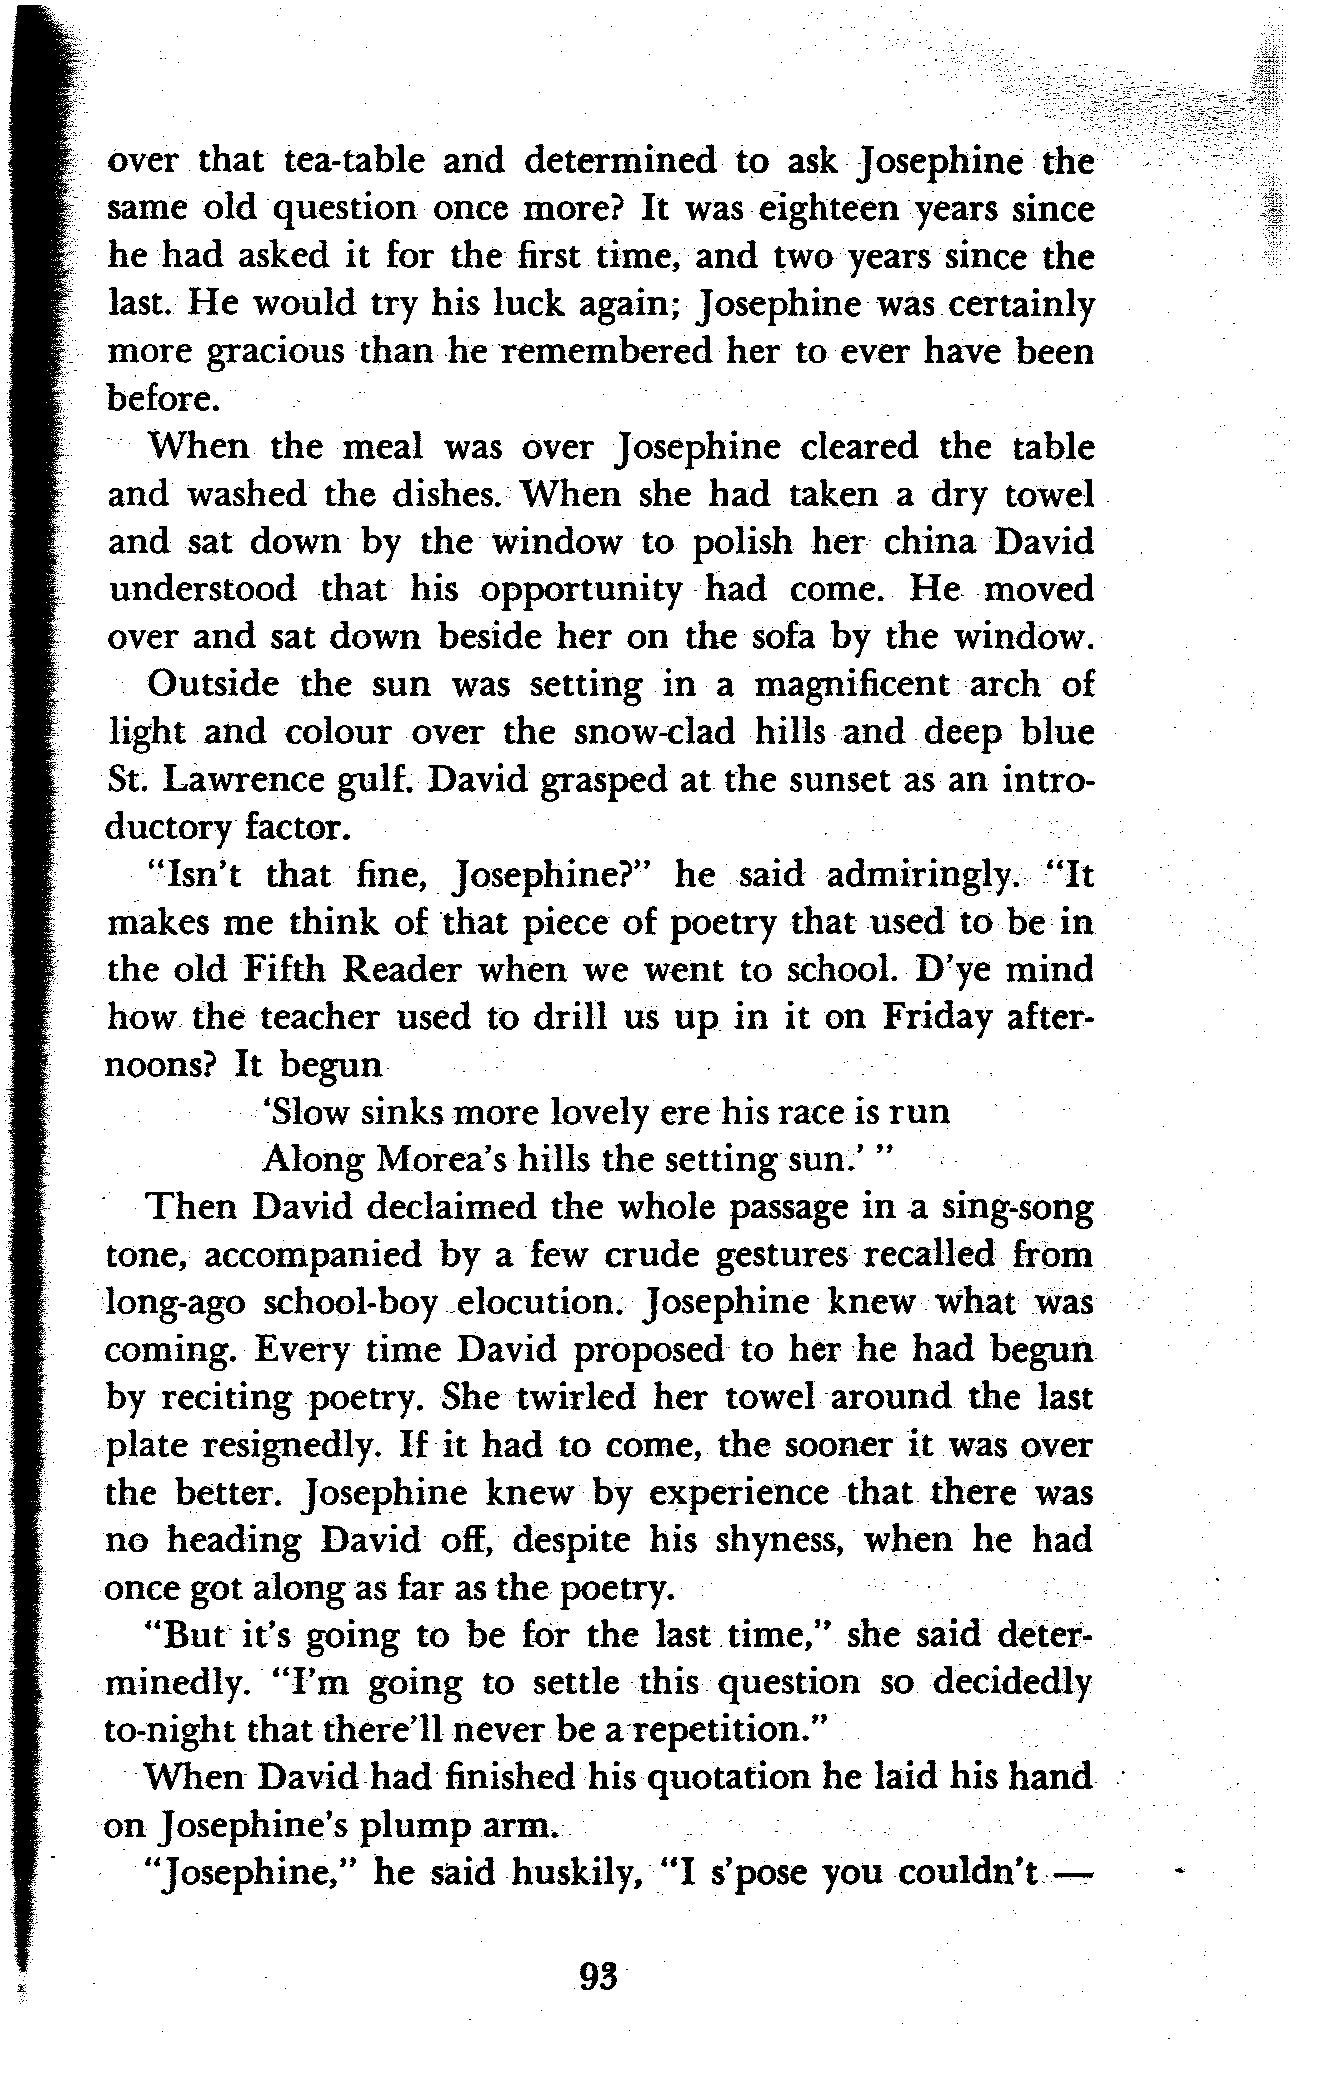 over that tea-table and determined to ask Josephine the
same old question once more? It was eighteen years since
he had asked it for the first time, and two years since the
last. He would try his luck again; Josephine was certainly
more gracious than he remembered her to ever have been
before.
When the meal was over Josephine cleared the table
and washed the dishes. When she had taken a dry towel
and sat down by the window to polish her china David
understood that his opportunity had come. He moved
over and sat down beside her on the sofa by the window.
Outside the sun was setting in a magnificent arch of
light and colour over the snow-clad hills and deep blue
St. Lawrence gulf. David grasped at the sunset as an intro-
ductory factor.
"Isn't that fine, Josephine?" he said admiringly. "It
makes me think of that piece of poetry that used to be in
the old Fifth Reader when we went to school. D'ye mind
how the teacher used to drill us up in it on Friday after-
noons? It begun
'Slow sinks more lovely ere his race is run
Along Morea's hills the setting sun.' "
Then David declaimed the whole passage in a sing-song
tone, accompanied by a few crude gestures recalled from
long-ago school-boy elocution. Josephine knew what was
coming. Every time David proposed to her he had begun
by reciting poetry. She twirled her towel around the last
plate resignedly. If it had to come, the sooner it was over
the better. Josephine knew by experience that there was
no heading David off, despite his shyness, when he had
once got along as far as the poetry.
"But it's going to be for the last time," she said deter-
minedly. "I'm going to settle this question so decidedly
to-night that there'll never be a repetition."
When David had finished his quotation he laid his hand
on Josephine's plump arm.
"Josephine," he said huskily, "I s'pose you couldn't —
93